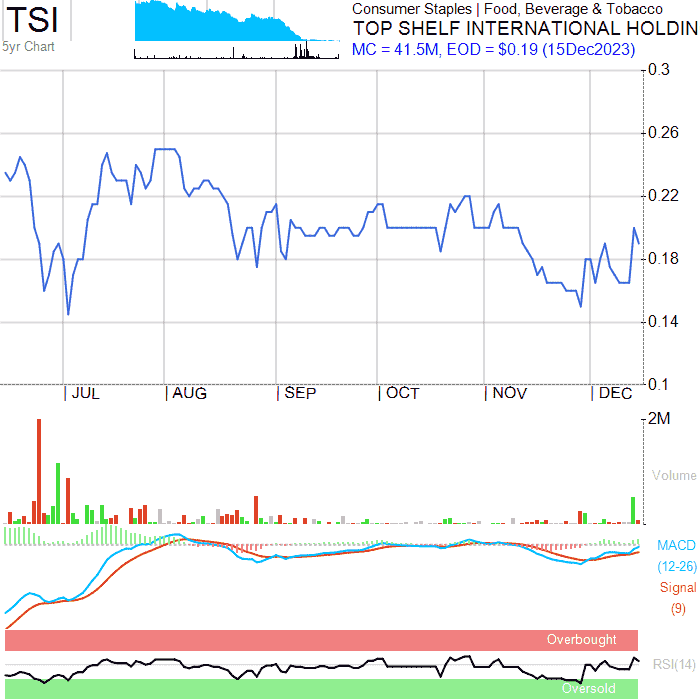 TSI
5yr Chart
Consumer Staples | Food, Beverage & Tobacco
TOP SHELF INTERNATIONAL HOLDIN
MC = 41.5M, EOD = $0.19 (15Dec2023)
0.3
0.26
0.22
0.18
0.14
0.1
JUL AUG SEP OCT NOV DEC
2M
Volume
MACD
(12-26)
Signal
(9)
Overbought
RSI(14)
Oversold